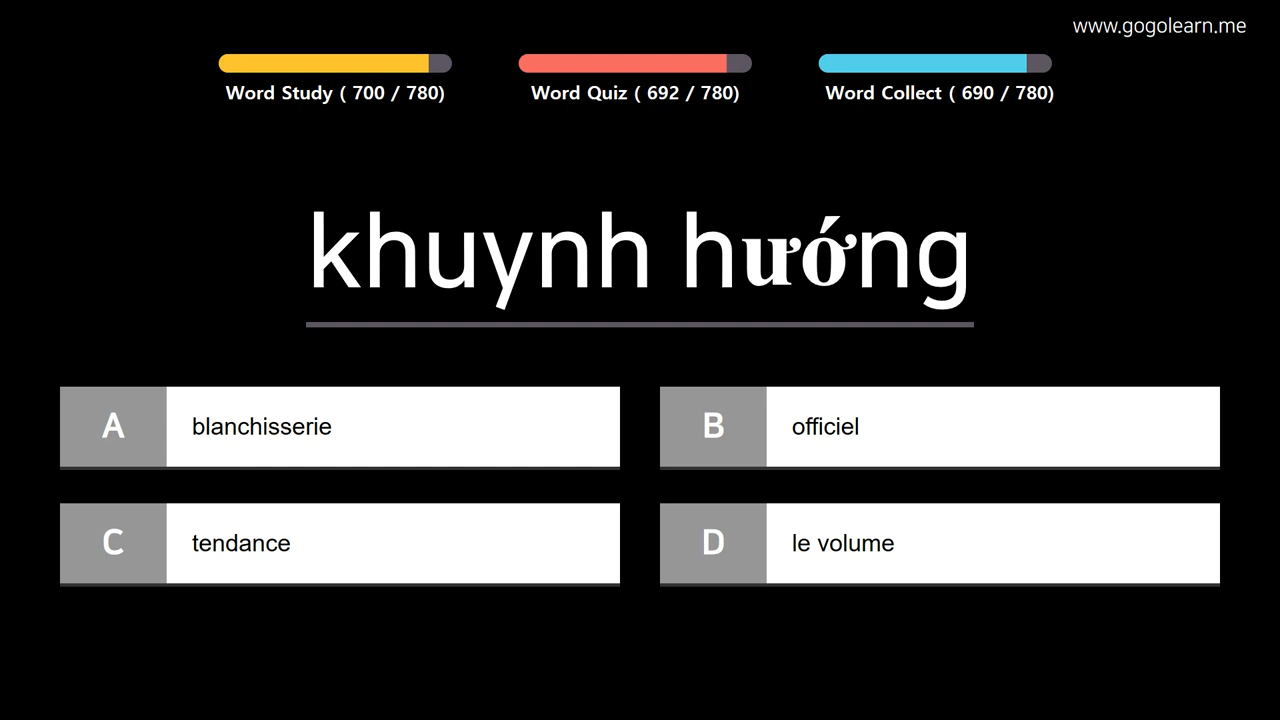 www.gogolearn.me
Word Study ( 700 / 780)
Word Quiz ( 692 / 780)
Word Collect ( 690 / 780)
khuynh hướng
A blanchisserie
B officiel
C tendance
D le volume